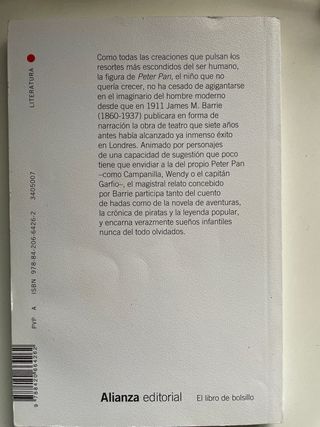 Como todas las creaciones que pulsan los
resortes más escondidos del ser humano,
la figura de Peter Pan, el niño que no
quería crecer, no ha cesado de agigantarse
en el imaginario del hombre moderno
desde que en 1911 James M. Barrie
(1860-1937) publicara en forma de
narración la obra de teatro que siete años
antes había alcanzado ya inmenso éxito
en Londres. Animado por personajes
de una capacidad de sugestión que poco
tiene que envidiar a la del propio Peter Pan
–como Campanilla, Wendy o el capitán
Garfio–, el magistral relato concebido
por Barrie participa tanto del cuento
de hadas como de la novela de aventuras,
la crónica de piratas y la leyenda popular,
y encarna verazmente sueños infantiles
nunca del todo olvidados.
LITERATURA
PVP A ISBN 978-84-206-6426-2 3405007
9 788420 664262
Alianza editorial El libro de bolsillo